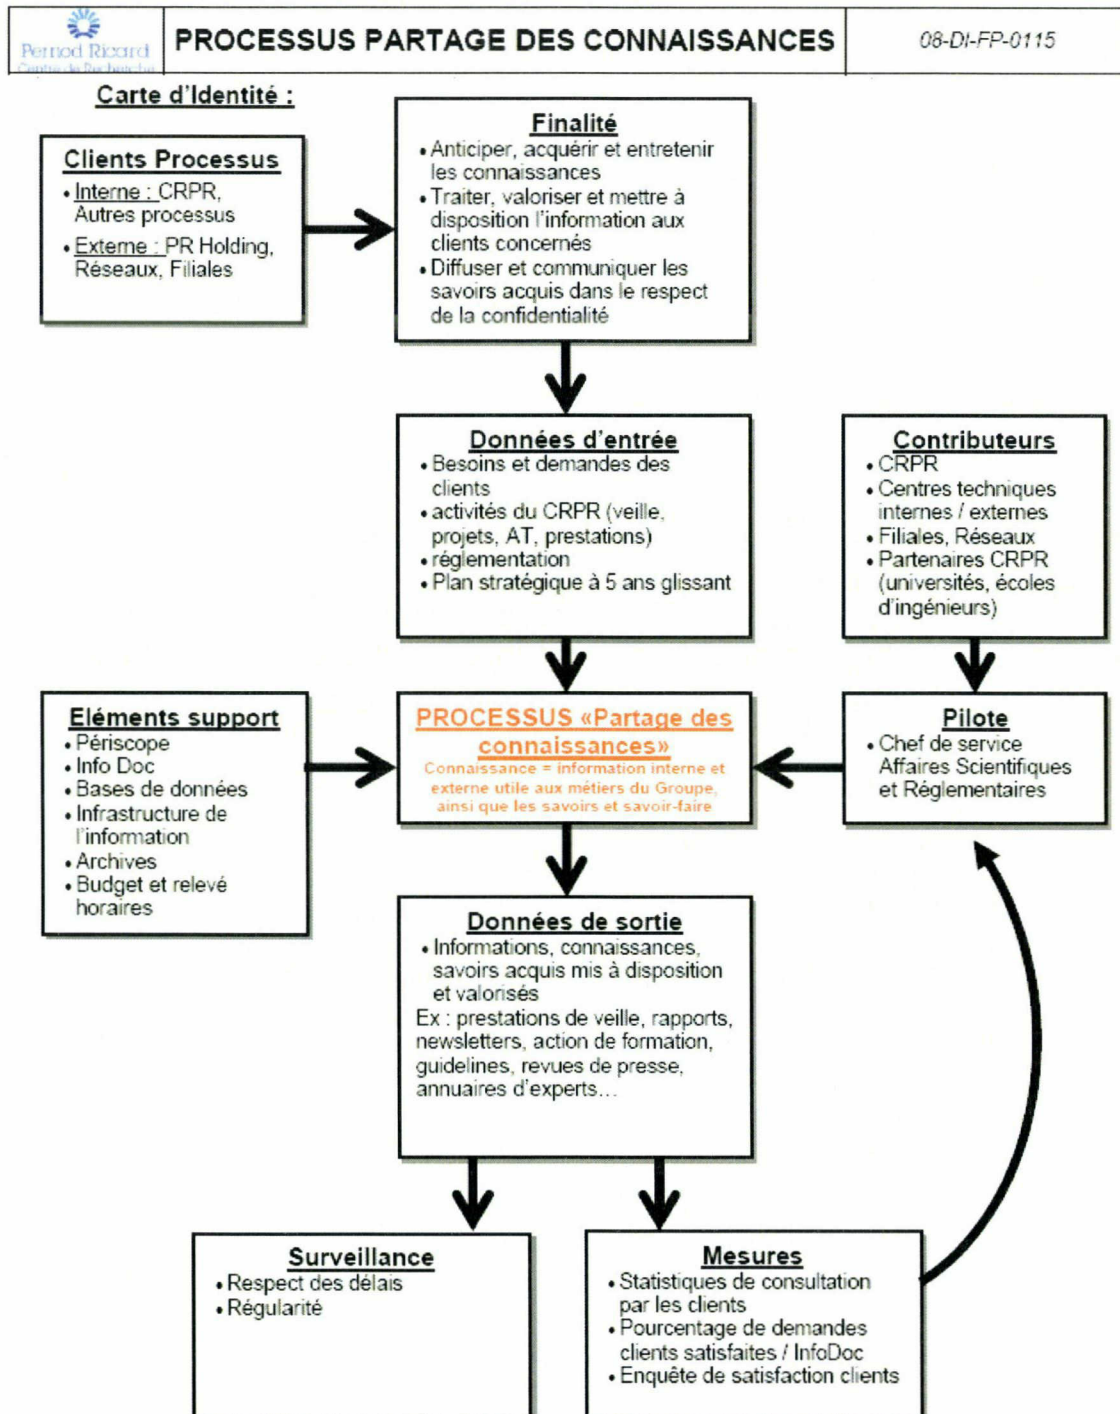 Pernod Ricard
Centre de Recherche
PROCESSUS PARTAGE DES CONNAISSANCES
08-DI-FP-0115
Carte d'Identité :
Clients Processus
• Interne : CRPR,
Autres processus
• Externe : PR Holding,
Réseaux, Filiales
Finalité
• Anticiper, acquérir et entretenir
les connaissances
• Traiter, valoriser et mettre à
disposition l'information aux
clients concernés
• Diffuser et communiquer les
savoirs acquis dans le respect
de la confidentialité
Données d'entrée
• Besoins et demandes des
clients
• activités du CRPR (veille,
projets, AT, prestations)
• réglementation
• Plan stratégique à 5 ans glissant
Contributeurs
• CRPR
• Centres techniques
internes / externes
• Filiales, Réseaux
• Partenaires CRPR
(universités, écoles
d'ingénieurs)
Eléments support
• Périscope
• Info Doc
• Bases de données
• Infrastructure de
l'information
• Archives
• Budget et relevé
horaires
PROCESSUS «Partage des
connaissances»
Connaissance = information interne et
externe utile aux métiers du Groupe,
ainsi que les savoirs et savoir-faire
Pilote
• Chef de service
Affaires Scientifiques
et Réglementaires
Données de sortie
• Informations, connaissances,
savoirs acquis mis à disposition
et valorisés
Ex : prestations de veille, rapports,
newsletters, action de formation,
guidelines, revues de presse,
annuaires d'experts…
Surveillance
• Respect des délais
• Régularité
Mesures
• Statistiques de consultation
par les clients
• Pourcentage de demandes
clients satisfaites / InfoDoc
• Enquête de satisfaction clients